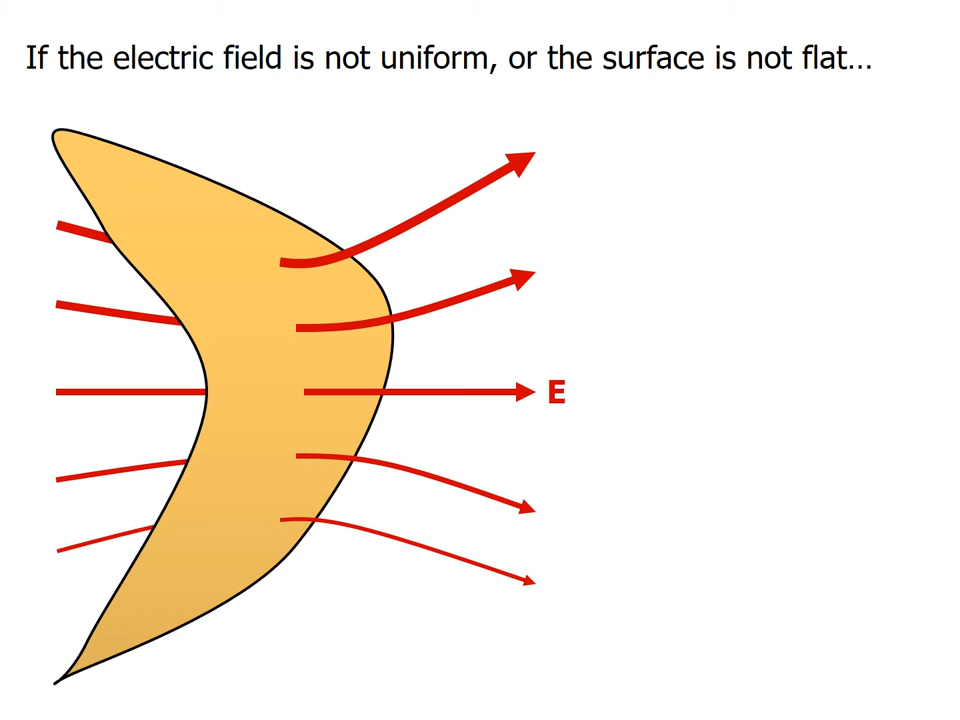 If the electric field is not uniform, or the surface is not flat…
E